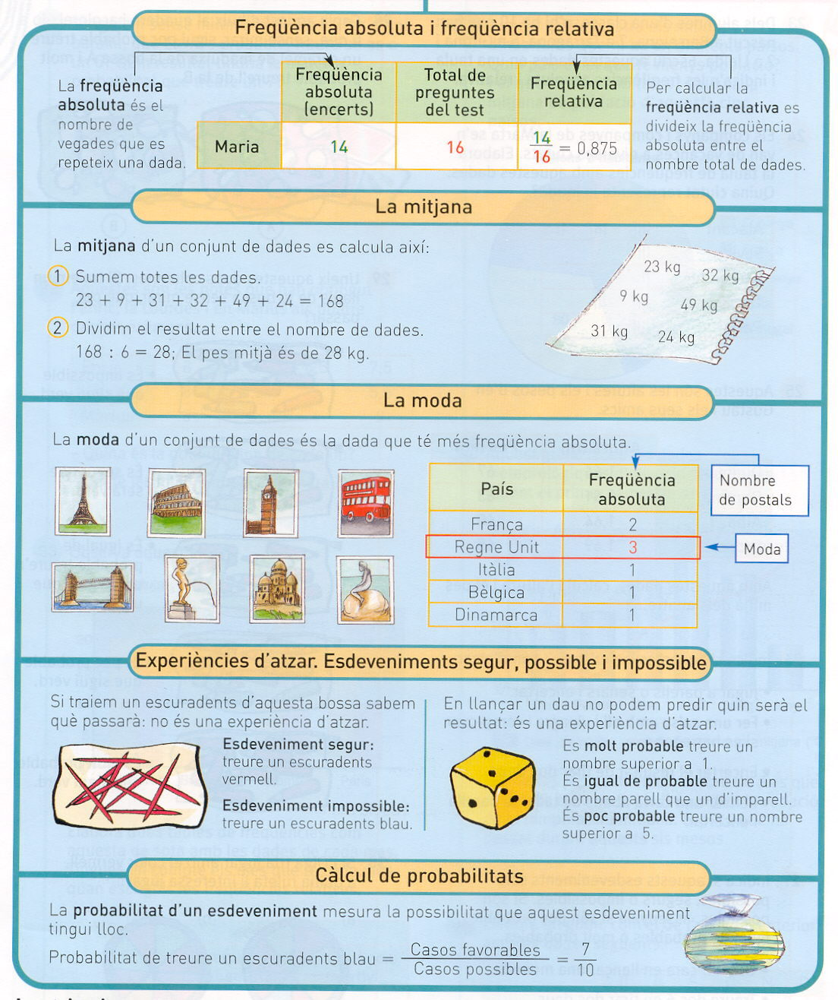 Freqüència absoluta i freqüència relativa
La freqüència
absoluta és el
nombre de
vegades que es
repeteix una dada.
Freqüència
absoluta
(encerts)
Total de
preguntes
del test
Freqüència
relativa
Maria
14
16
14/16 = 0,875
Per calcular la
freqüència relativa es
divideix la freqüència
absoluta entre el
nombre total de dades.
La mitjana
La mitjana d'un conjunt de dades es calcula així:
1 Sumem totes les dades.
23 + 9 + 31 + 32 + 49 + 24 = 168
2 Dividim el resultat entre el nombre de dades.
168 : 6 = 28; El pes mitjà és de 28 kg.
23 kg
32 kg
9 kg
49 kg
31 kg
24 kg
La moda
La moda d'un conjunt de dades és la dada que té més freqüència absoluta.
País
Freqüència
absoluta
França 2
Regne Unit 3
Itàlia 1
Bèlgica 1
Dinamarca 1
Nombre
de postals
Moda
Experiències d'atzar. Esdeveniments segur, possible i impossible
Si traiem un escuradents d'aquesta bossa sabem
què passarà: no és una experiència d'atzar.
Esdeveniment segur:
treure un escuradents
vermell.
Esdeveniment impossible:
treure un escuradents blau.
En llançar un dau no podem predir quin serà el
resultat: és una experiència d'atzar.
Es molt probable treure un
nombre superior a 1.
És igual de probable treure un
nombre parell que un d'imparell.
És poc probable treure un nombre
superior a 5.
Càlcul de probabilitats
La probabilitat d'un esdeveniment mesura la possibilitat que aquest esdeveniment
tingui lloc.
Probabilitat de treure un escuradents blau = Casos favorables / Casos possibles = 7/10